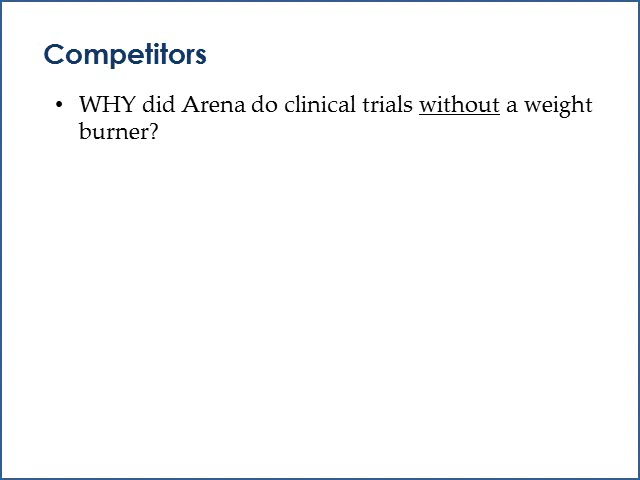 Competitors
• WHY did Arena do clinical trials without a weight
burner?